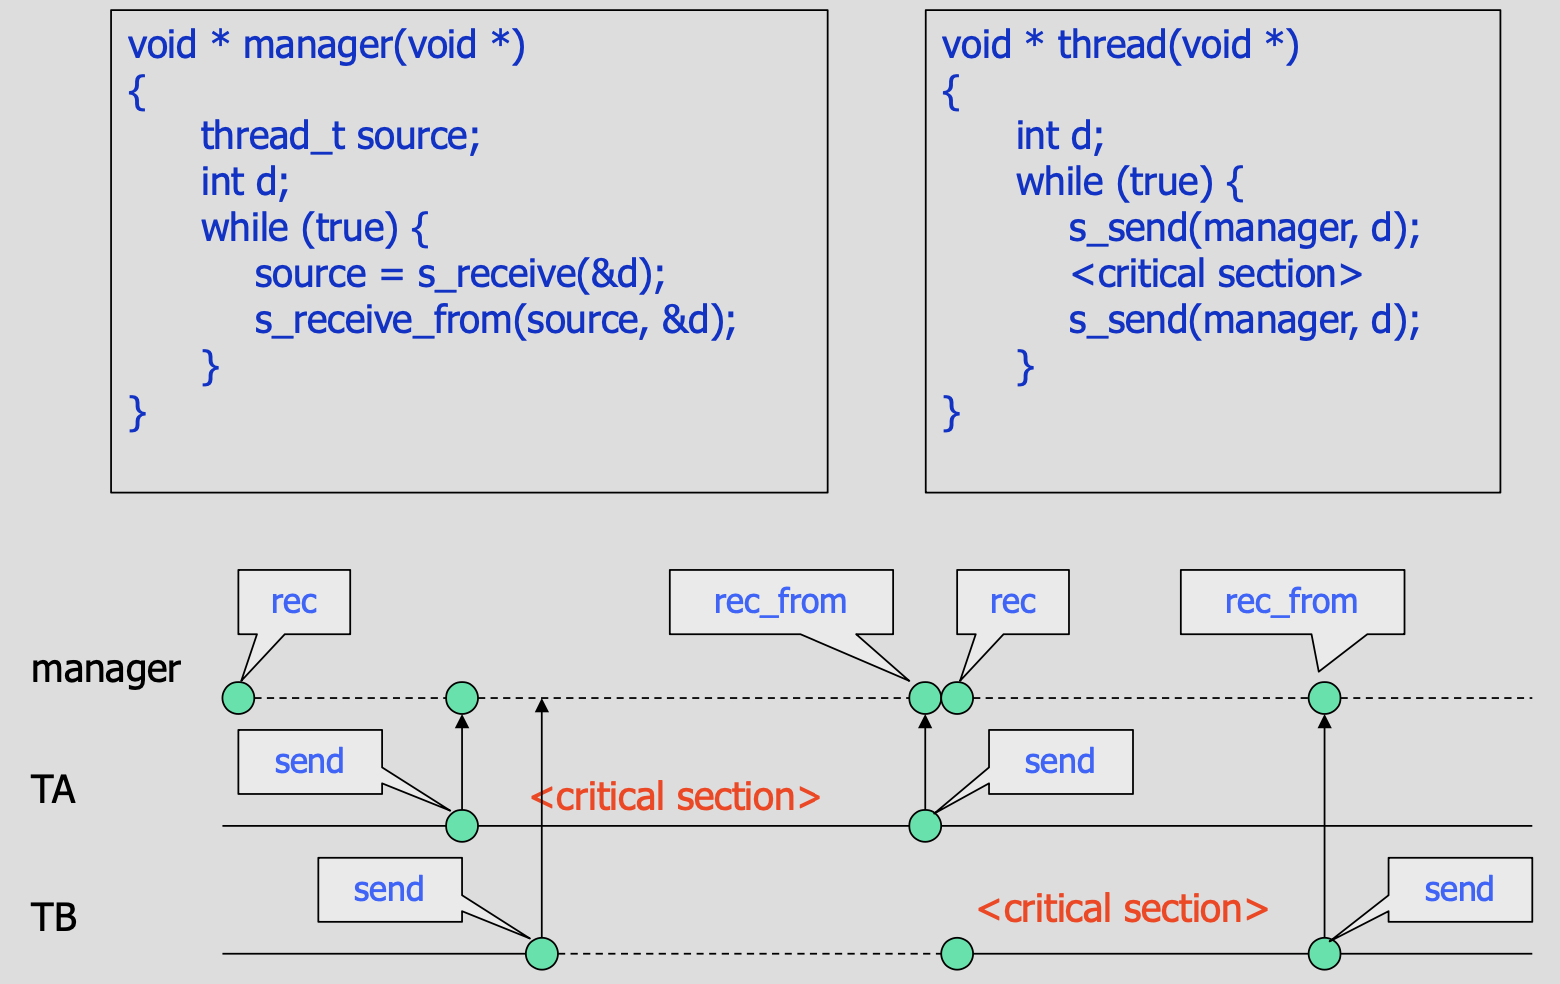 void * manager(void *)
{
thread_t source;
int d;
while (true) {
source = s_receive(&d);
s_receive_from(source, &d);
}
}
void * thread(void *)
{
int d;
while (true) {
s_send(manager, d);
<critical section>
s_send(manager, d);
}
}
rec
rec_from
rec
rec_from
manager
send
send
TA
<critical section>
send
send
TB
<critical section>